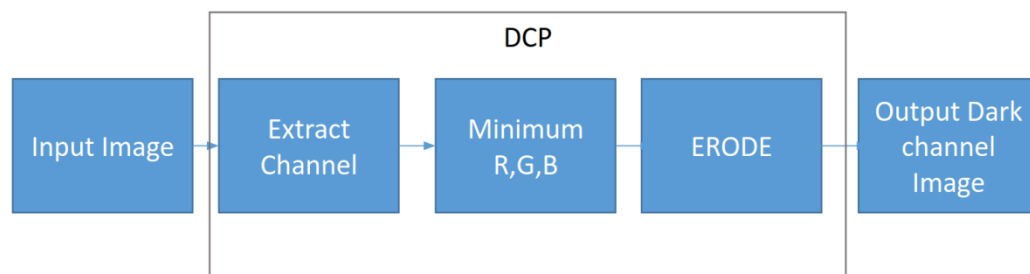 DCP
Input Image
Extract
Channel
Minimum
R,G,B
ERODE
Output Dark
channel
Image